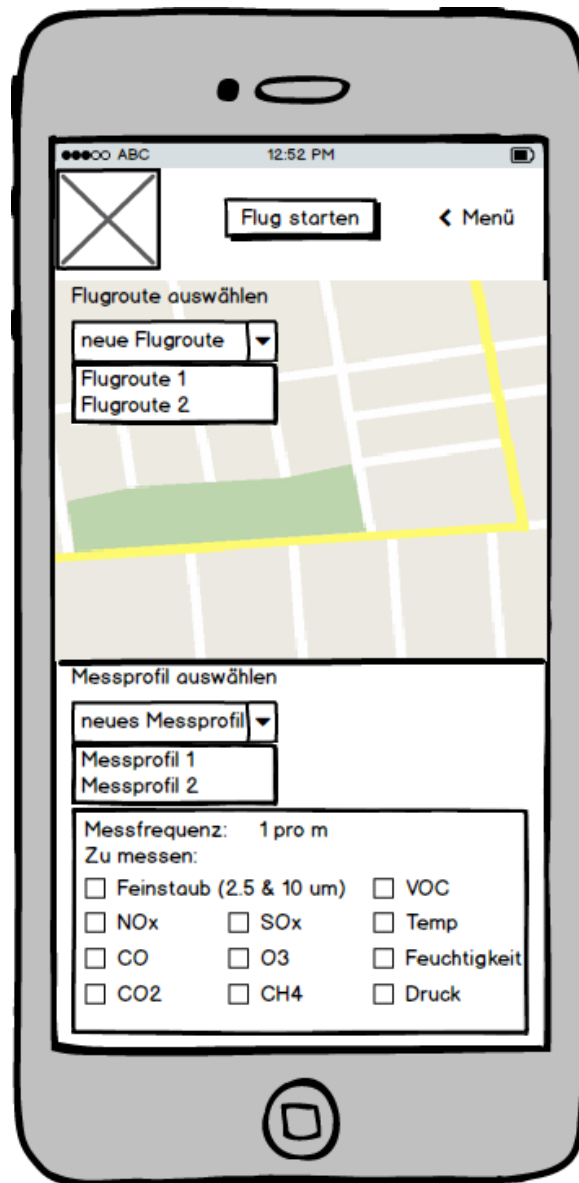 ABC 12:52 PM
Flug starten Menü
Flugroute auswählen
neue Flugroute
Flugroute 1
Flugroute 2
Messprofil auswählen
neues Messprofil
Messprofil 1
Messprofil 2
Messfrequenz: 1 pro m
Zu messen:
Feinstaub (2.5 & 10 um) VOC
NOx SOx Temp
CO O3 Feuchtigkeit
CO2 CH4 Druck